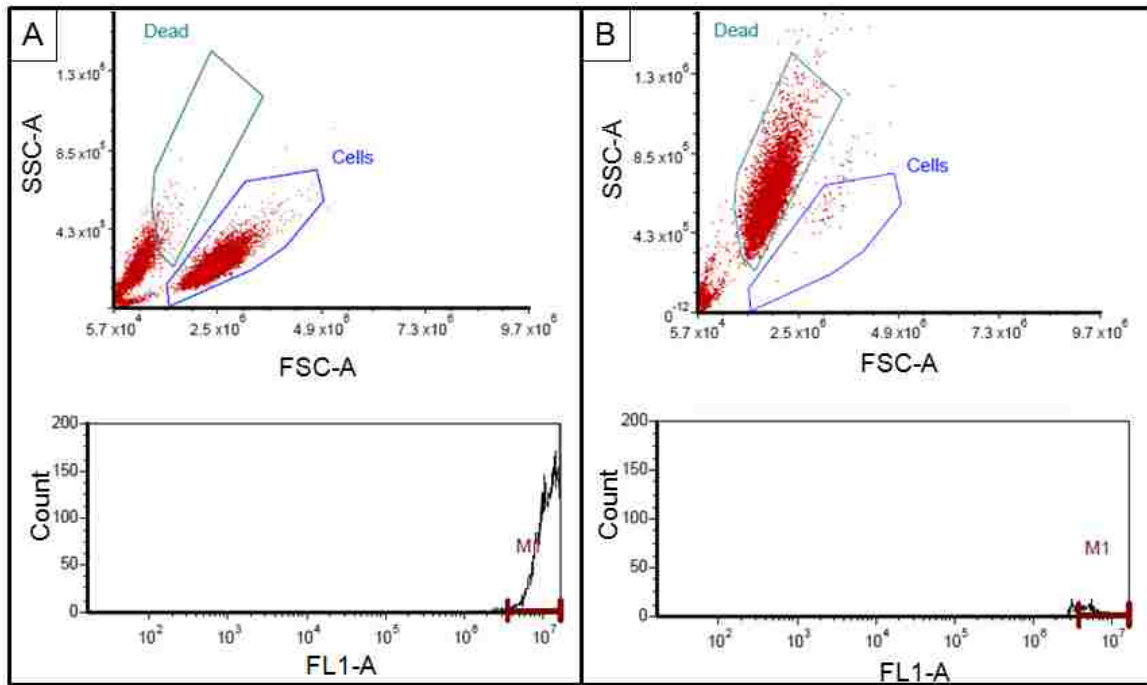 A
Dead
1.3 x10⁶
8.5 x10⁵
4.3 x10⁵
SSC-A
Cells
5.7 x10⁴ 2.5 x10⁶ 4.9 x10⁶ 7.3 x10⁶ 9.7 x10⁶
FSC-A
200
150
100
50
0
Count
M1
10² 10³ 10⁴ 10⁵ 10⁶ 10⁷
FL1-A
B
Dead
1.3 x10⁶
8.5 x10⁵
4.3 x10⁵
0⁻¹²
SSC-A
Cells
5.7 x10⁴ 2.5 x10⁶ 4.9 x10⁶ 7.3 x10⁶ 9.7 x10⁶
FSC-A
200
150
100
50
0
Count
M1
10² 10³ 10⁴ 10⁵ 10⁶ 10⁷
FL1-A